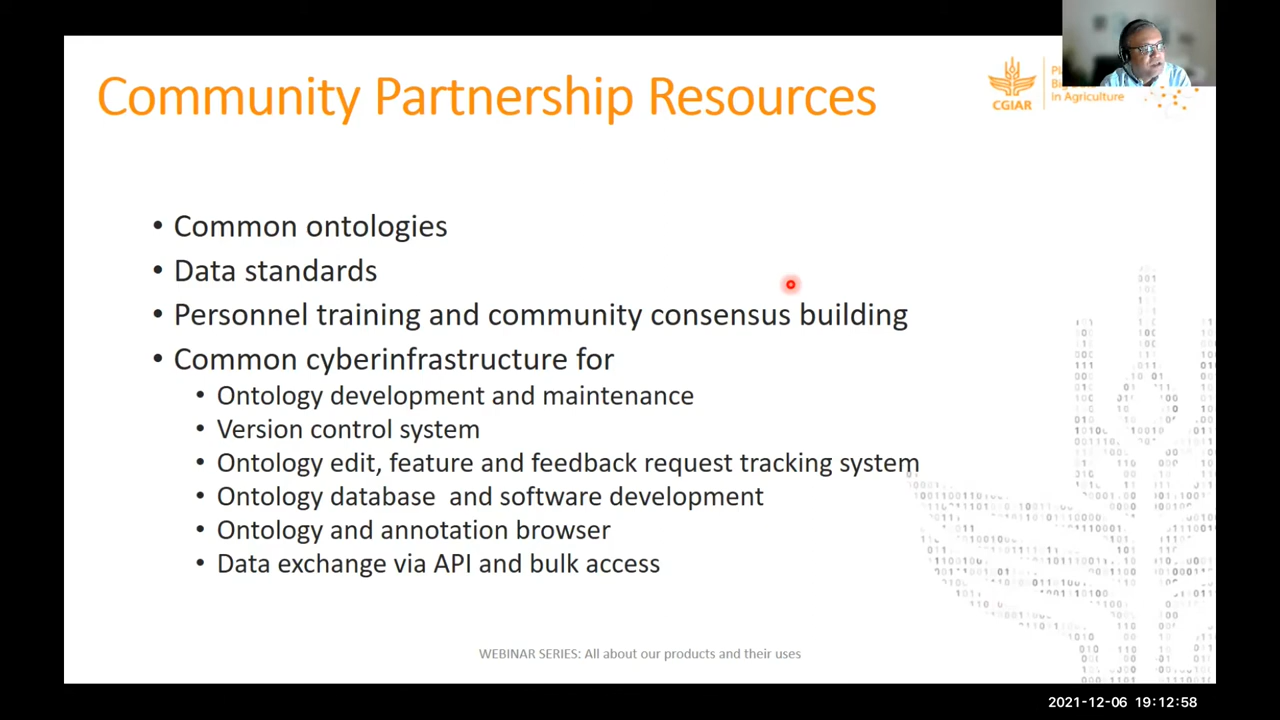 Community Partnership Resources
CGIAR
in Agriculture
• Common ontologies
• Data standards
• Personnel training and community consensus building
• Common cyberinfrastructure for
• Ontology development and maintenance
• Version control system
• Ontology edit, feature and feedback request tracking system
• Ontology database  and software development
• Ontology and annotation browser
• Data exchange via API and bulk access
WEBINAR SERIES: All about our products and their uses
2021-12-06 19:12:58